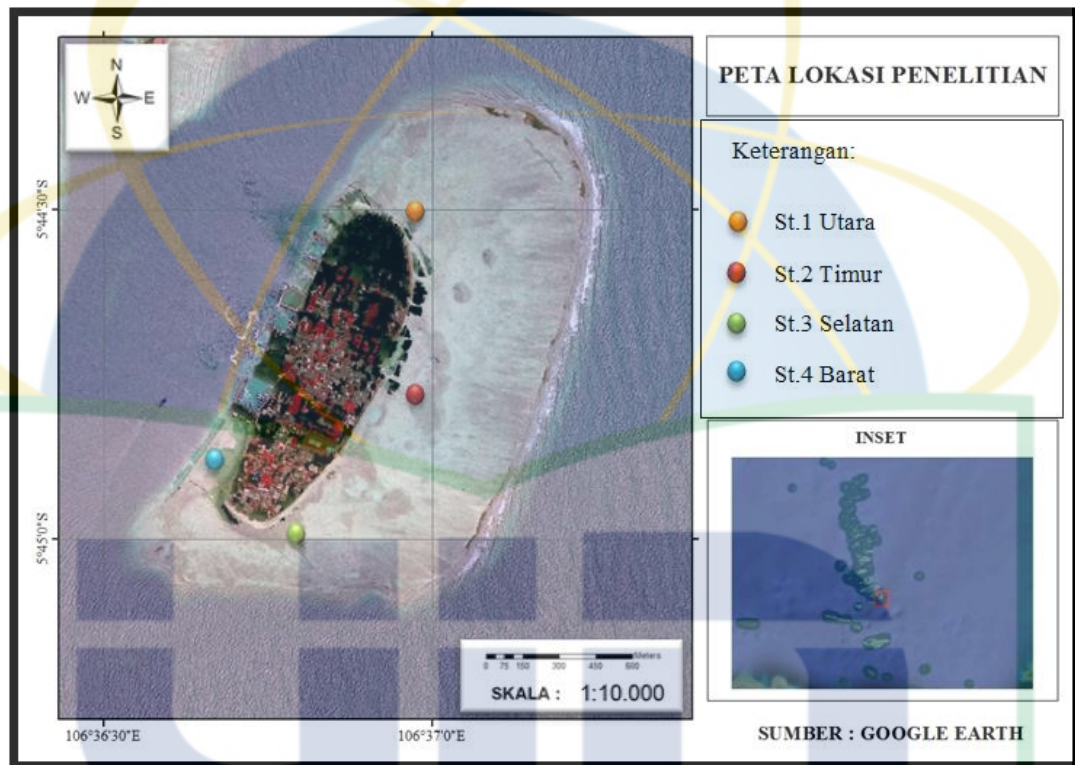 N
W E
S
PETA LOKASI PENELITIAN
Keterangan:
St.1 Utara
St.2 Timur
St.3 Selatan
St.4 Barat
5°44'30"S
5°45'0"S
INSET
Meters
0 75 150 300 450 600
SKALA : 1:10.000
106°36'30"E
106°37'0"E
SUMBER : GOOGLE EARTH